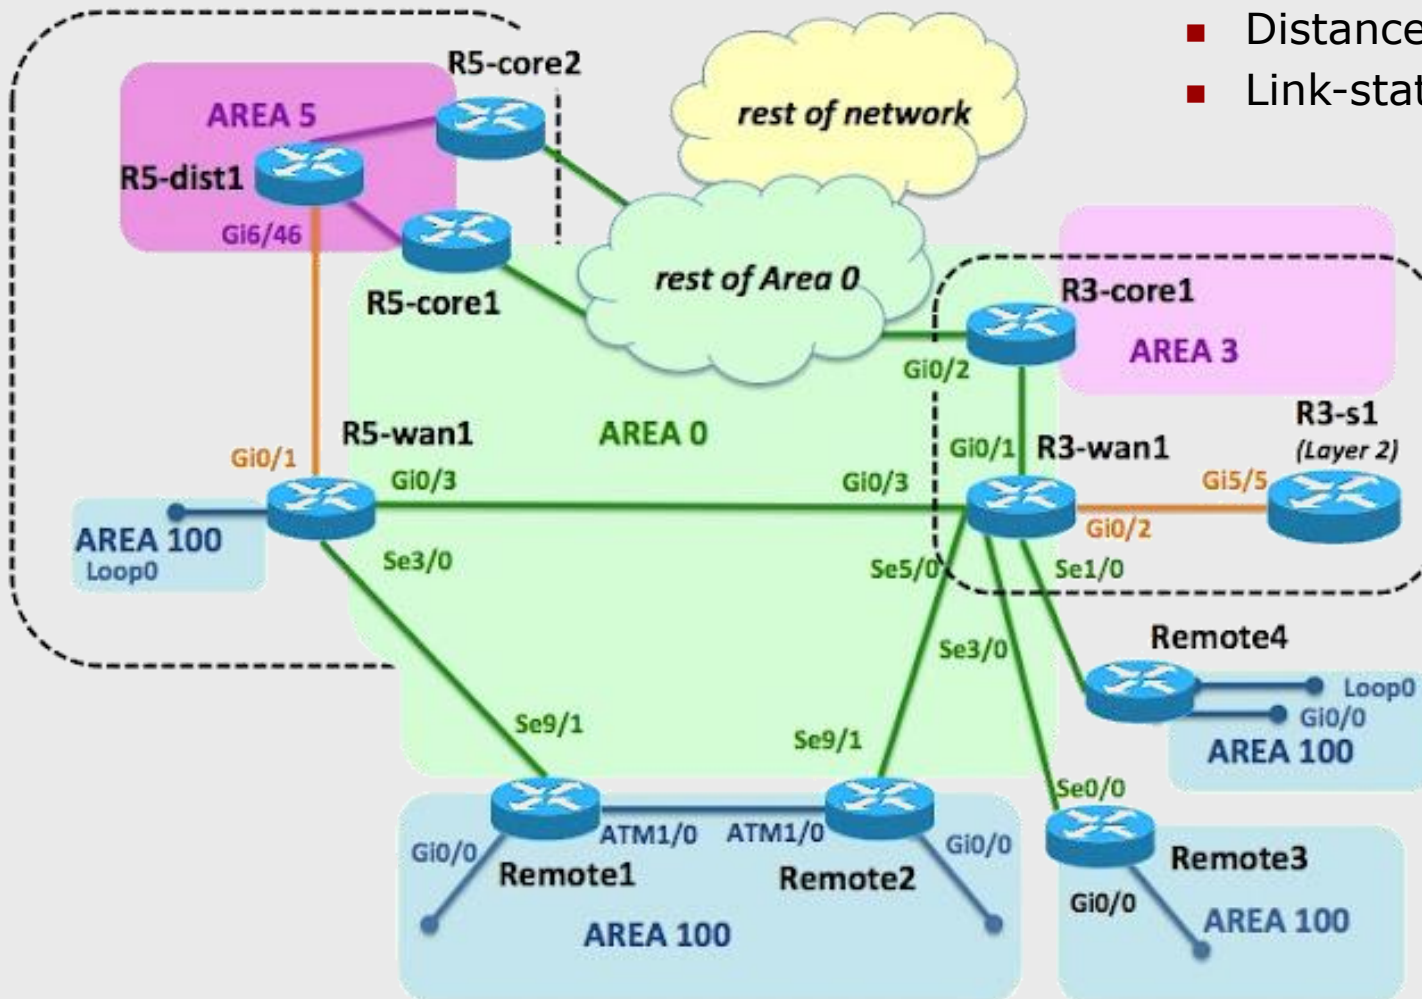 Distance
Link-stat
R5-core2
AREA 5
rest of network
R5-dist1
Gi6/46
R5-core1
rest of Area 0
R3-core1
AREA 3
Gi0/2
R5-wan1
AREA 0
R3-s1
(Layer 2)
Gi0/1
Gi0/1
R3-wan1
Gi0/3
Gi0/3
Gi5/5
Gi0/2
AREA 100
Loop0
Se3/0
Se5/0
Se1/0
Remote4
Se3/0
Loop0
Gi0/0
AREA 100
Se9/1
Se9/1
Se0/0
Gi0/0
ATM1/0
ATM1/0
Gi0/0
Remote1
Remote2
Remote3
Gi0/0
AREA 100
AREA 100